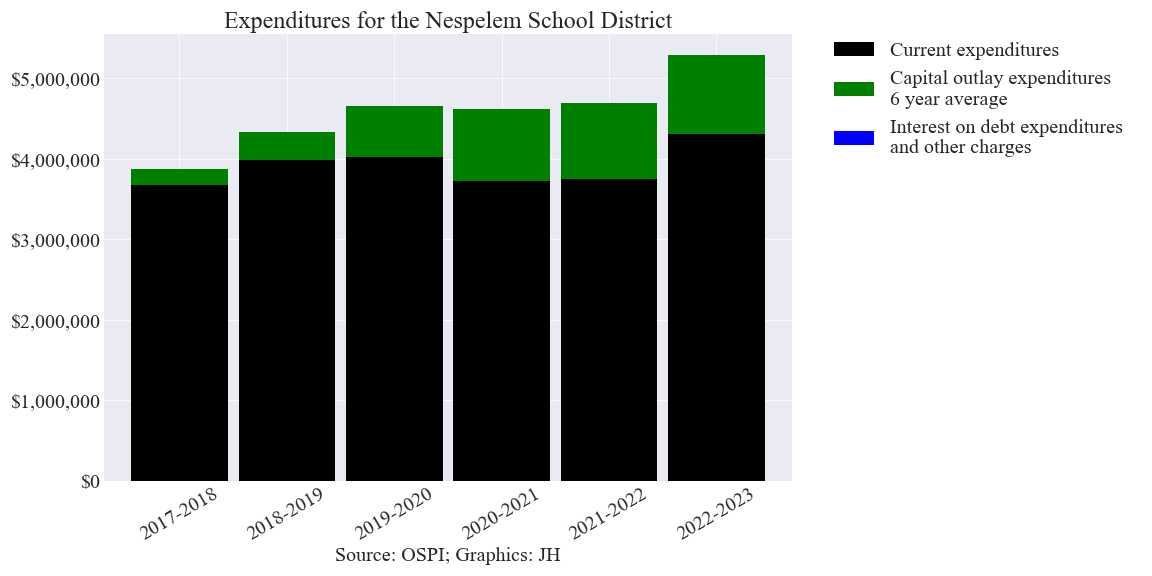 Expenditures for the Nespelem School District
Current expenditures
Capital outlay expenditures
6 year average
Interest on debt expenditures
and other charges
$5,000,000
$4,000,000
$3,000,000
$2,000,000
$1,000,000
$0
2017-2018
2018-2019
2019-2020
2020-2021
2021-2022
2022-2023
Source: OSPI; Graphics: JH